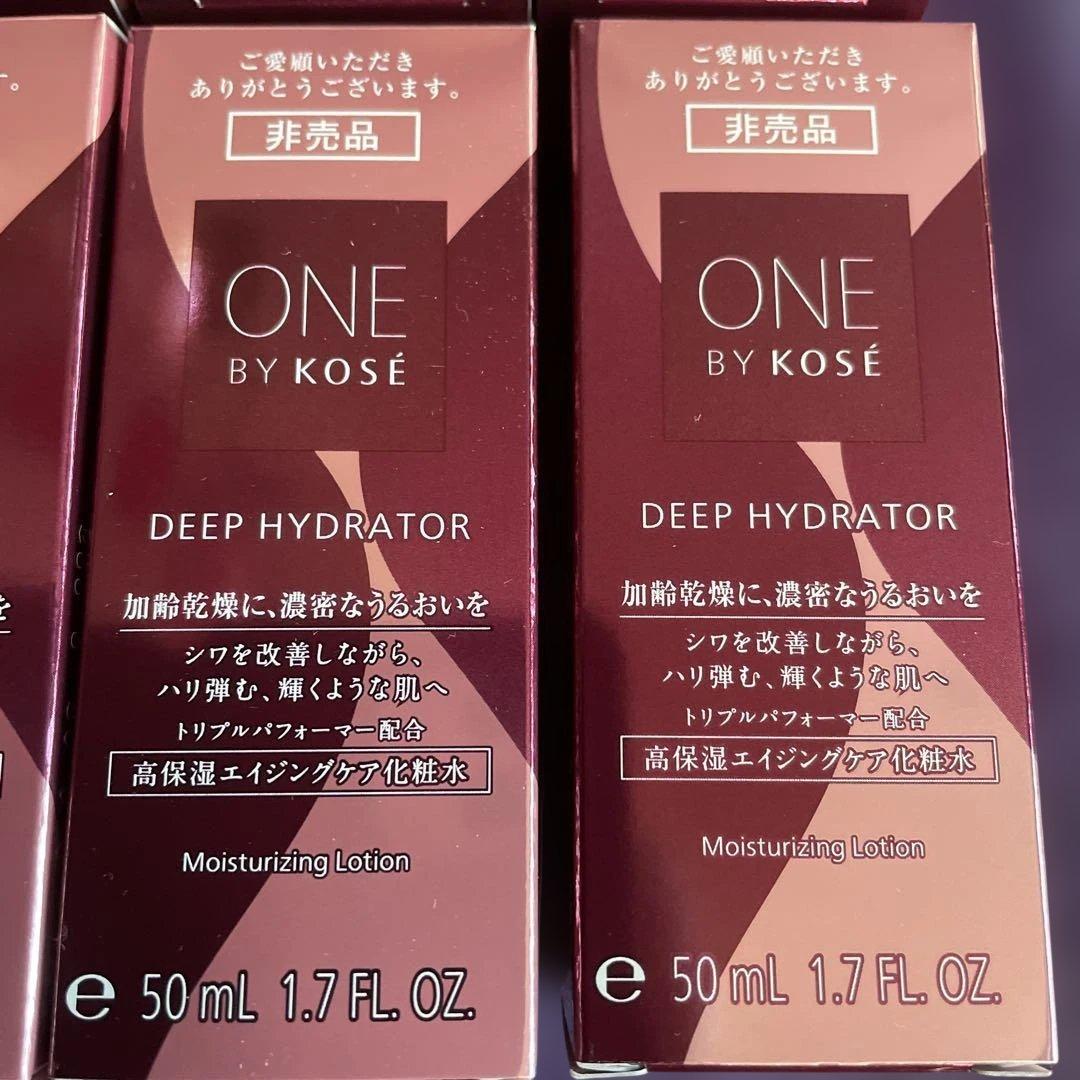 ご愛顧いただき
ありがとうございます。
非売品
ONE
BY KOSÉ
DEEP HYDRATOR
加齢乾燥に、濃密なうるおいを
シワを改善しながら、
ハリ弾む、輝くような肌へ
トリプルパフォーマー配合
高保湿エイジングケア化粧水
Moisturizing Lotion
e 50 mL 1.7 FL. OZ.
ご愛顧いただき
ありがとうございます。
非売品
ONE
BY KOSÉ
DEEP HYDRATOR
加齢乾燥に、濃密なうるおいを
シワを改善しながら、
ハリ弾む、輝くような肌へ
トリプルパフォーマー配合
高保湿エイジングケア化粧水
Moisturizing Lotion
e 50 mL 1.7 FL. OZ.
。
を